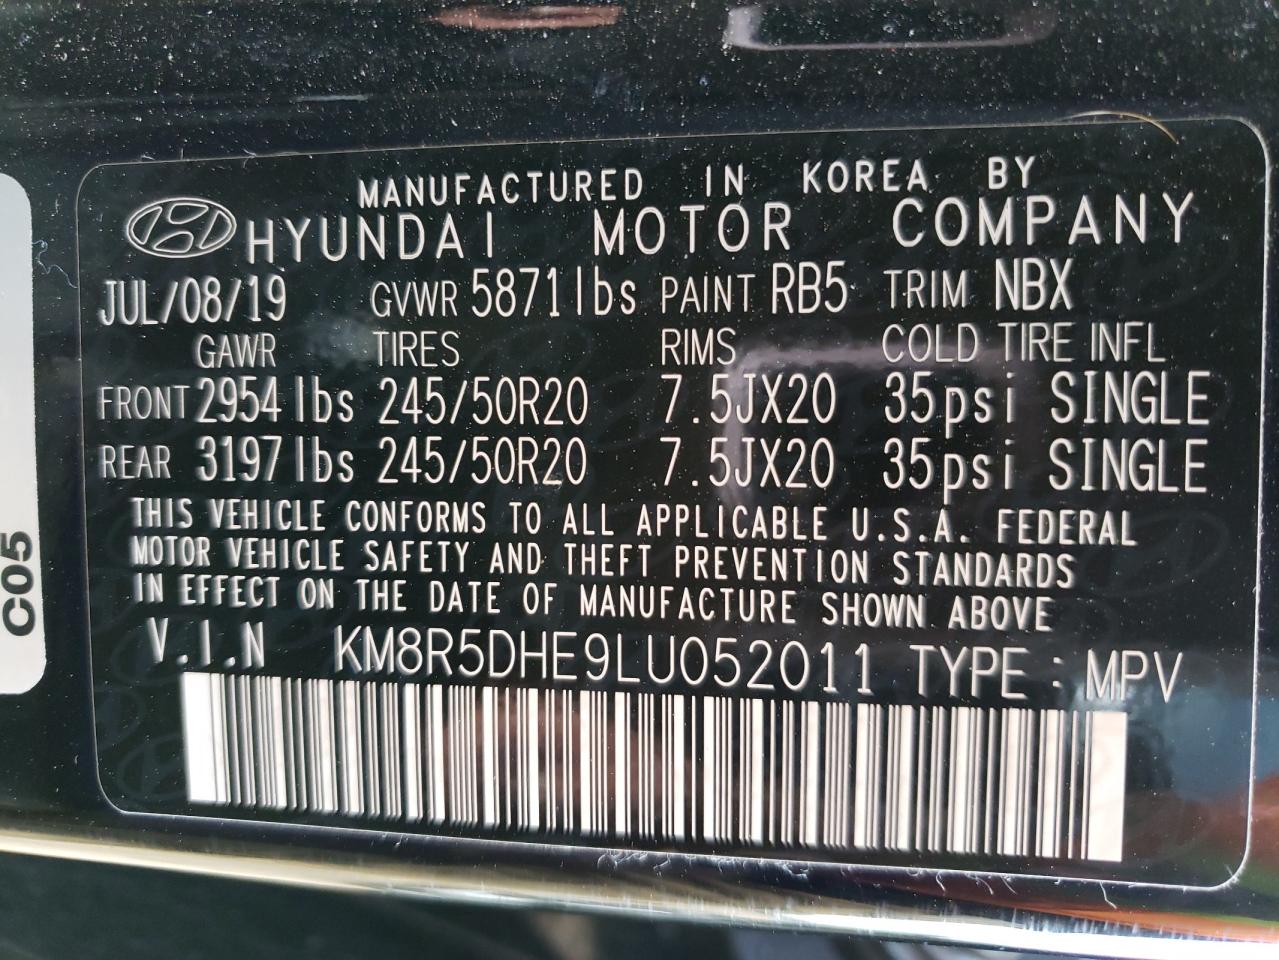 MANUFACTURED IN KOREA BY
HYUNDAI MOTOR COMPANY
JUL/08/19 GVWR 5871lbs PAINT RB5 TRIM NBX
GAWR TIRES RIMS COLD TIRE INFL
FRONT 2954 lbs 245/50R20 7.5JX20 35psi SINGLE
REAR 3197 lbs 245/50R20 7.5JX20 35psi SINGLE
THIS VEHICLE CONFORMS TO ALL APPLICABLE U.S.A. FEDERAL
MOTOR VEHICLE SAFETY AND THEFT PREVENTION STANDARDS
IN EFFECT ON THE DATE OF MANUFACTURE SHOWN ABOVE
V.I.N KM8R5DHE9LU052011 TYPE : MPV
C05